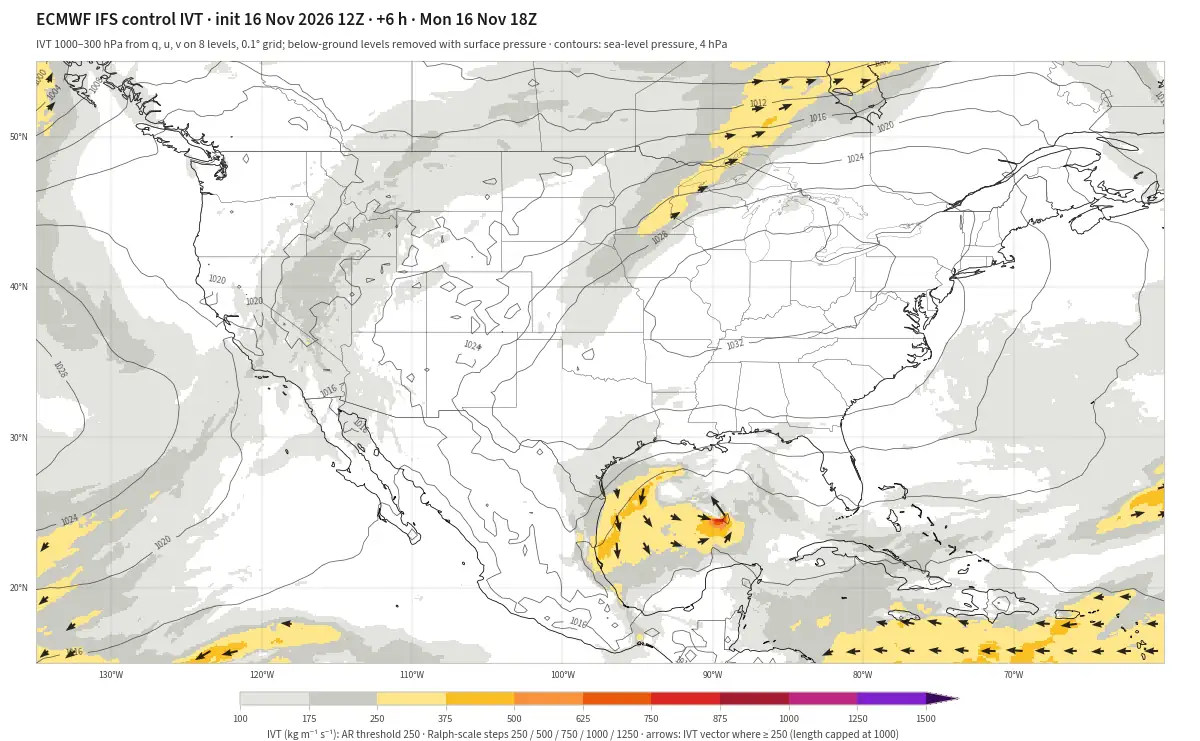 ECMWF IFS control IVT · init 16 Nov 2026 12Z · +6 h · Mon 16 Nov 18Z
IVT 1000–300 hPa from q, u, v on 8 levels, 0.1° grid; below-ground levels removed with surface pressure · contours: sea-level pressure, 4 hPa
1000
1004
1008
1012
1016
1020
50°N
1024
1028
1020
40°N
1020
1032
1024
1028
1016
30°N
1024
1020
20°N
1016
1016
130°W 120°W 110°W 100°W 90°W 80°W 70°W
100 175 250 375 500 625 750 875 1000 1250 1500
IVT (kg m⁻¹ s⁻¹): AR threshold 250 · Ralph-scale steps 250 / 500 / 750 / 1000 / 1250 · arrows: IVT vector where ≥ 250 (length capped at 1000)